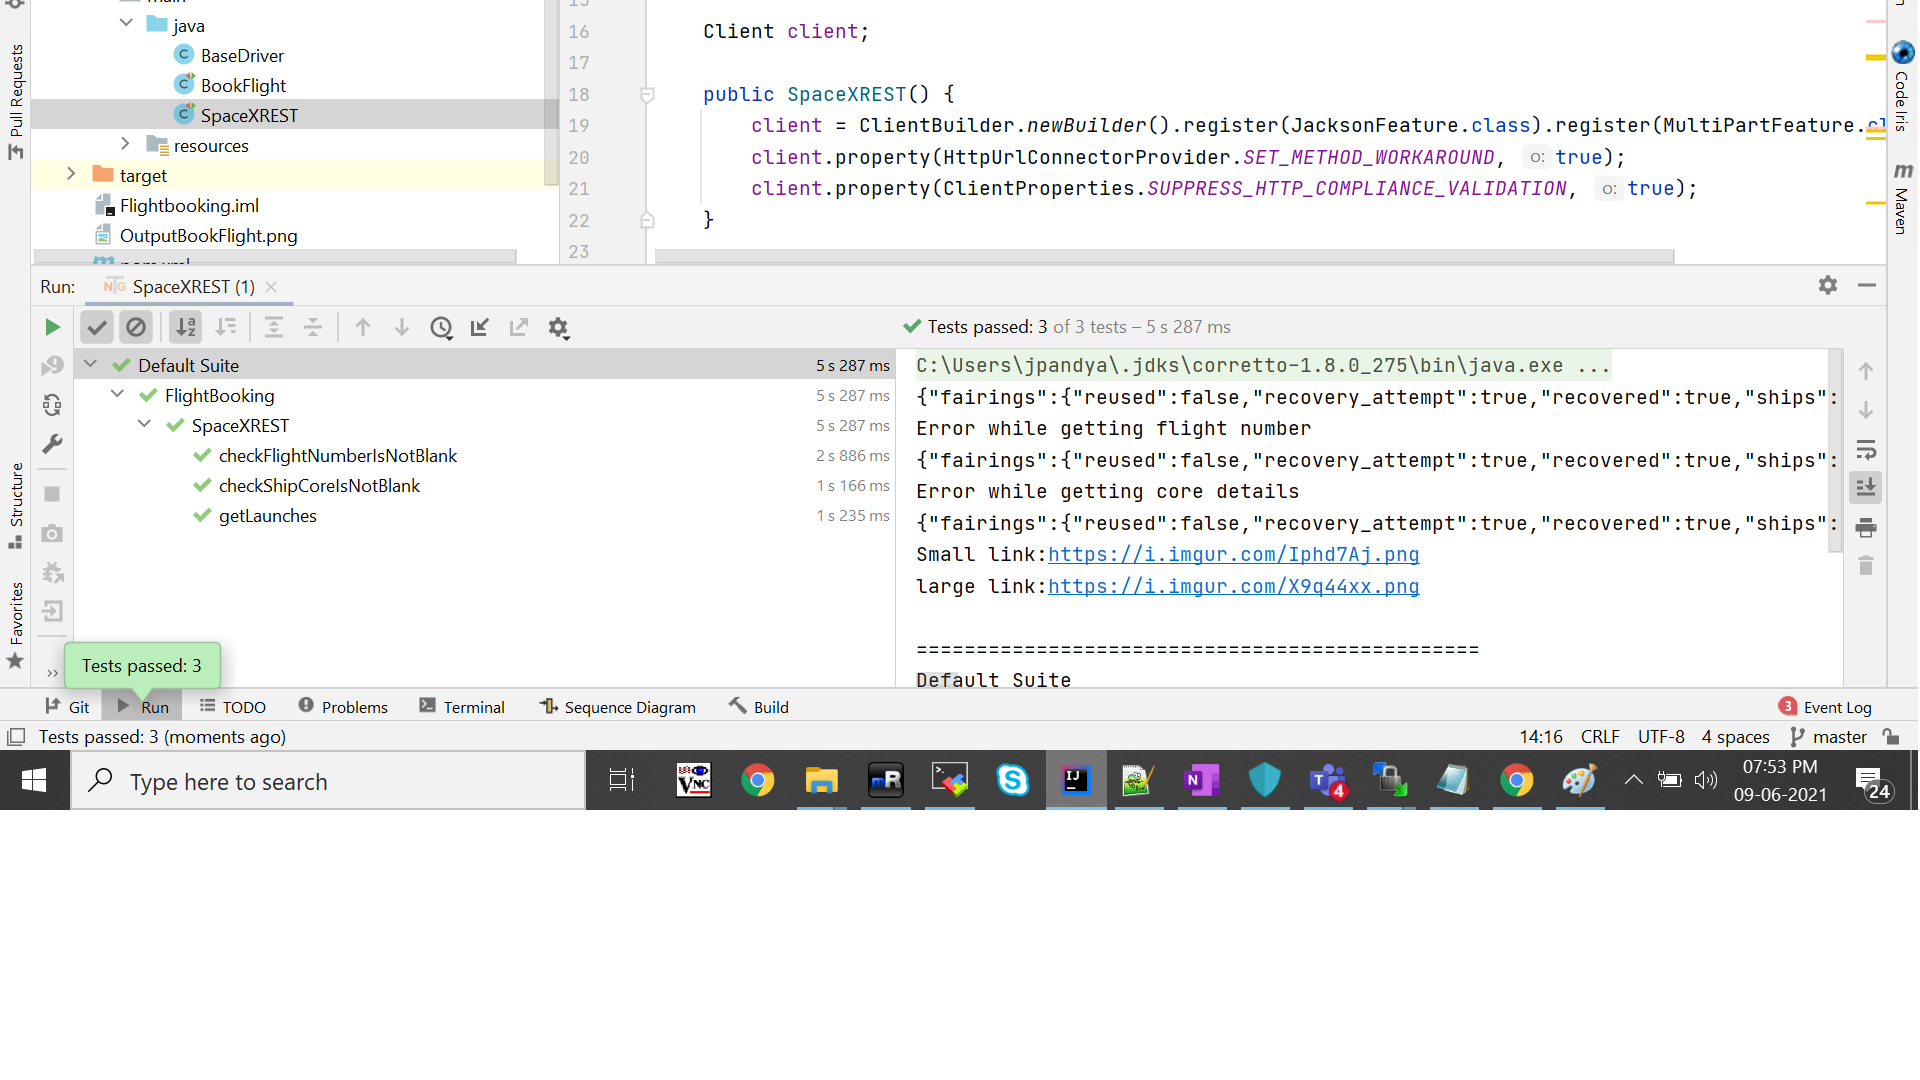 main
java
BaseDriver
BookFlight
SpaceXREST
resources
target
Flightbooking.iml
OutputBookFlight.png
pom.xml
Pull Requests
Structure
Favorites
15
16 Client client;
17
18 public SpaceXREST() {
19 client = ClientBuilder.newBuilder().register(JacksonFeature.class).register(MultiPartFeature.cl
20 client.property(HttpUrlConnectorProvider.SET_METHOD_WORKAROUND, o: true);
21 client.property(ClientProperties.SUPPRESS_HTTP_COMPLIANCE_VALIDATION, o: true);
22 }
23
Code Iris
Maven
Run: SpaceXREST (1)
Tests passed: 3 of 3 tests – 5 s 287 ms
Default Suite 5 s 287 ms
FlightBooking 5 s 287 ms
SpaceXREST 5 s 287 ms
checkFlightNumberIsNotBlank 2 s 886 ms
checkShipCoreIsNotBlank 1 s 166 ms
getLaunches 1 s 235 ms
C:\Users\jpandya\.jdks\corretto-1.8.0_275\bin\java.exe ...
{"fairings":{"reused":false,"recovery_attempt":true,"recovered":true,"ships":
Error while getting flight number
{"fairings":{"reused":false,"recovery_attempt":true,"recovered":true,"ships":
Error while getting core details
{"fairings":{"reused":false,"recovery_attempt":true,"recovered":true,"ships":
Small link:https://i.imgur.com/Iphd7Aj.png
large link:https://i.imgur.com/X9q44xx.png
===============================================
Default Suite
Tests passed: 3
Git Run TODO Problems Terminal Sequence Diagram Build 3 Event Log
Tests passed: 3 (moments ago) 14:16 CRLF UTF-8 4 spaces master
Type here to search
VNC
mR
IJ
N
S
T
4
07:53 PM
09-06-2021
24